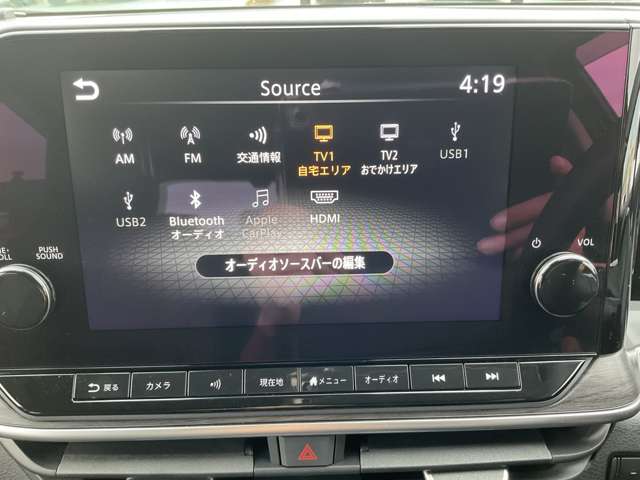 Source
4:19
AM
FM
交通情報
TV1
自宅エリア
TV2
おでかけエリア
USB1
USB2
Bluetooth
オーディオ
Apple
CarPlay
HDMI
オーディオソースバーの編集
PUSH
SOUND
VOL
戻る
カメラ
現在地
メニュー
オーディオ